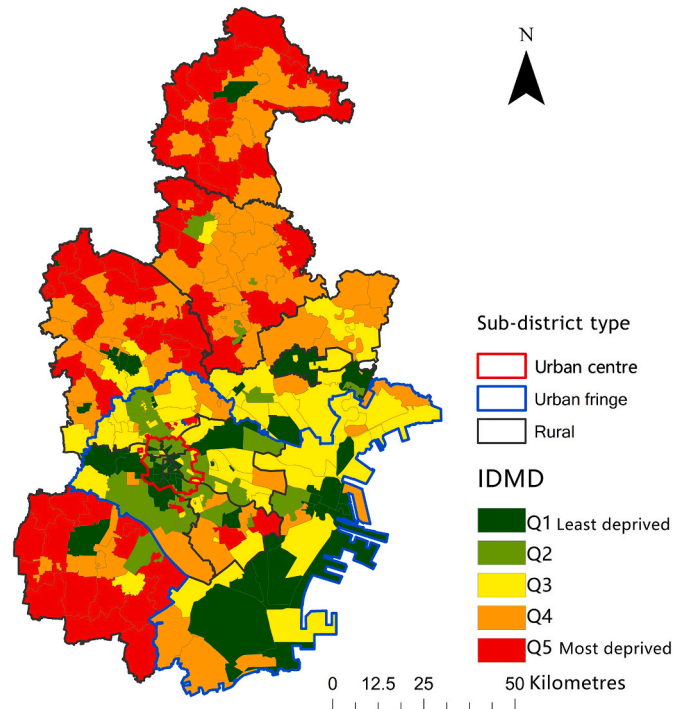 N
Sub-district type
Urban centre
Urban fringe
Rural
IDMD
Q1 Least deprived
Q2
Q3
Q4
Q5 Most deprived
0 12.5 25 50 Kilometres